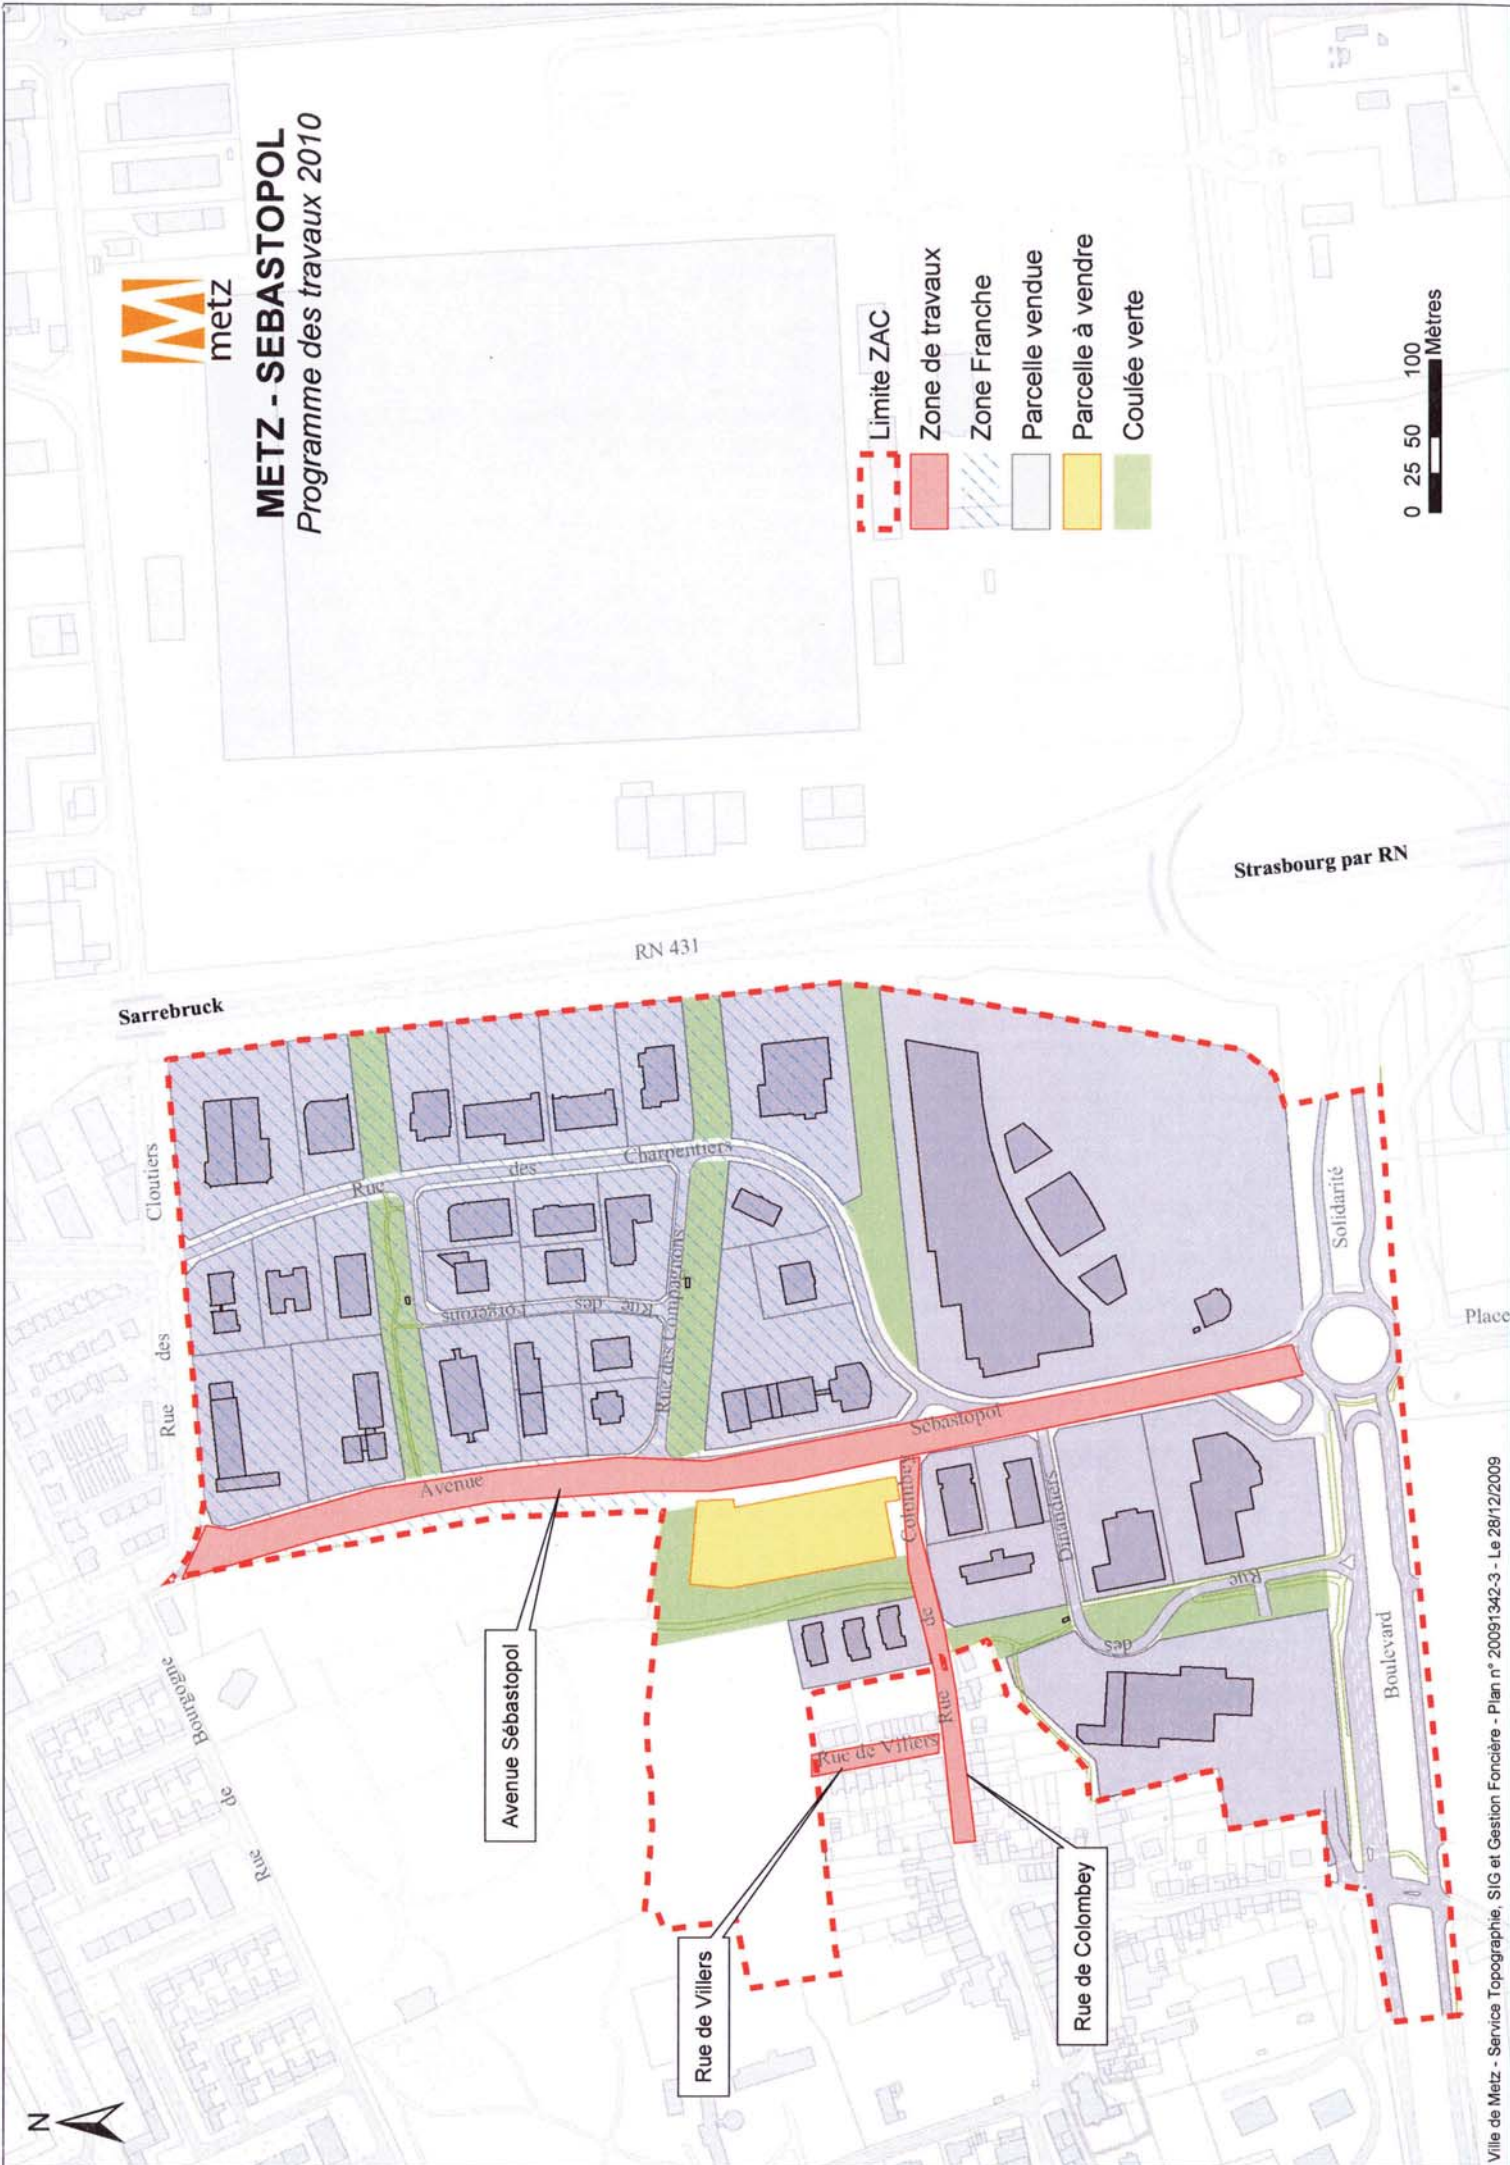 metz
METZ - SEBASTOPOL
Programme des travaux 2010
Limite ZAC
Zone de travaux
Zone Franche
Parcelle vendue
Parcelle à vendre
Coulée verte
0 25 50 100
Mètres
N
Sarrebruck
RN 431
Strasbourg par RN
Rue des Cloutiers
Rue des Charpentiers
Rue des Forgerons
Rue des Compagnons
Avenue Sébastopol
Rue de Bourgogne
Rue de Colombey
Rue de Villers
Rue des Dinandiers
Boulevard Solidarité
Place
Avenue Sébastopol
Rue de Villers
Rue de Colombey
Ville de Metz - Service Topographie, SIG et Gestion Foncière - Plan n° 20091342-3 - Le 28/12/2009